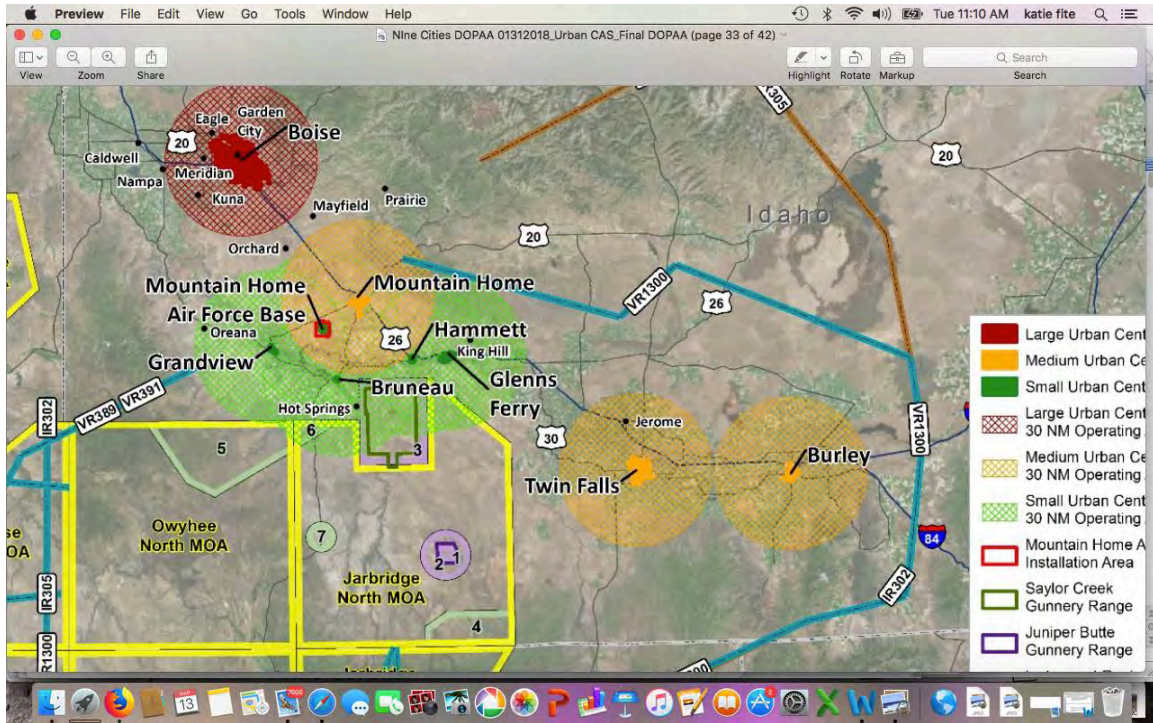 Preview File Edit View Go Tools Window Help
Tue 11:10 AM katie fite
NIne Cities DOPAA 01312018_Urban CAS_Final DOPAA (page 33 of 42)
View Zoom Share
Highlight Rotate Markup Search
Search
Eagle Garden City
Boise
20
Caldwell
Meridian
Nampa
Kuna
Mayfield
Prairie
Orchard
20
20
Idaho
IR305
Mountain Home
Air Force Base
Mountain Home
VR1300
26
Oreana
26
Hammett
King Hill
Grandview
Bruneau
Glenns
Ferry
VR389 VR391
IR302
Hot Springs
6
5
3
30
Jerome
VR1300
Twin Falls
Burley
Owyhee
North MOA
7
2 1
Jarbridge
North MOA
4
84
IR302
IR305
R1300
OA
Large Urban Cent
Medium Urban Ce
Small Urban Cent
Large Urban Cent
30 NM Operating
Medium Urban Ce
30 NM Operating
Small Urban Cent
30 NM Operating
Mountain Home A
Installation Area
Saylor Creek
Gunnery Range
Juniper Butte
Gunnery Range
MAR
13
7605
2
JPEG
JPEG